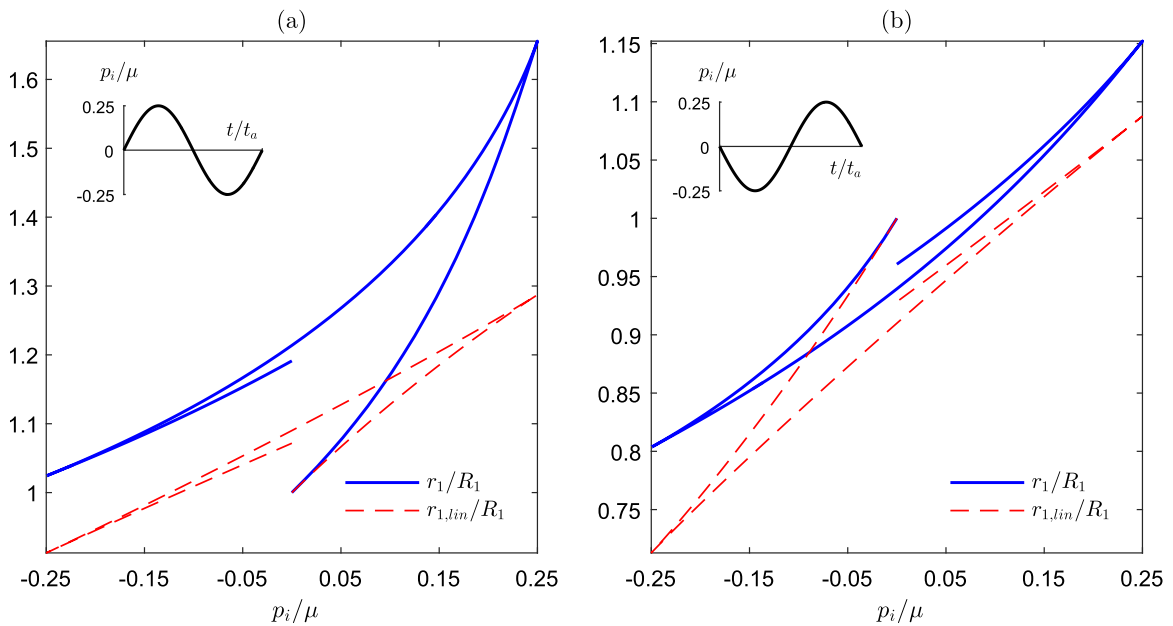 (a)
1.6
1.5
1.4
1.3
1.2
1.1
1
p_i/μ
0.25
0
-0.25
t/t_a
r_1/R_1
r_{1,lin}/R_1
-0.25 -0.15 -0.05 0.05 0.15 0.25
p_i/μ
(b)
1.15
1.1
1.05
1
0.95
0.9
0.85
0.8
0.75
p_i/μ
0.25
0
-0.25
t/t_a
r_1/R_1
r_{1,lin}/R_1
-0.25 -0.15 -0.05 0.05 0.15 0.25
p_i/μ